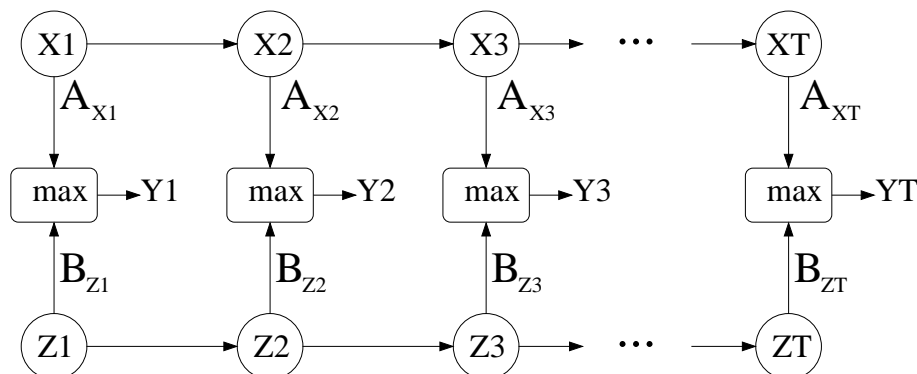 X1 X2 X3 ... XT
A_X1 A_X2 A_X3 A_XT
max Y1 max Y2 max Y3 max YT
B_Z1 B_Z2 B_Z3 B_ZT
Z1 Z2 Z3 ... ZT